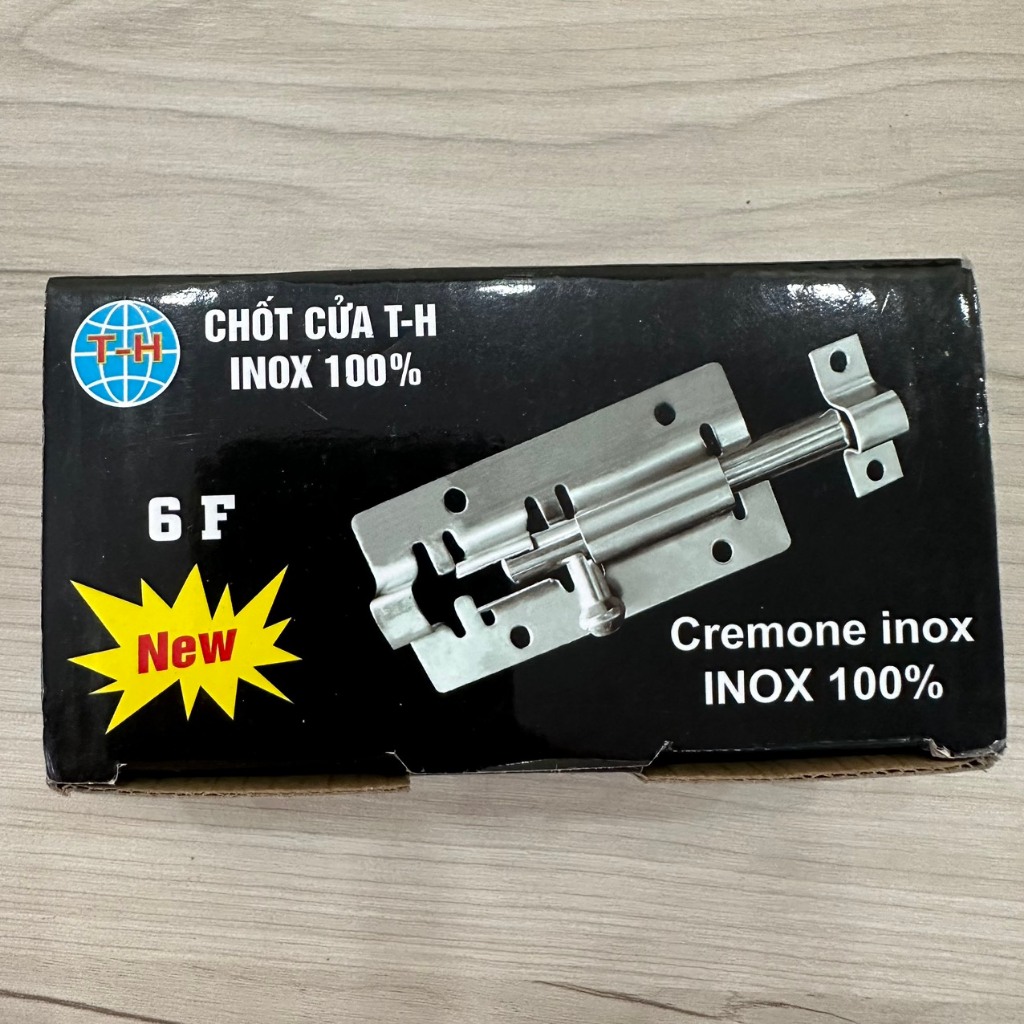 T-H
CHỐT CỬA T-H
INOX 100%
6 F
New
Cremone inox
INOX 100%